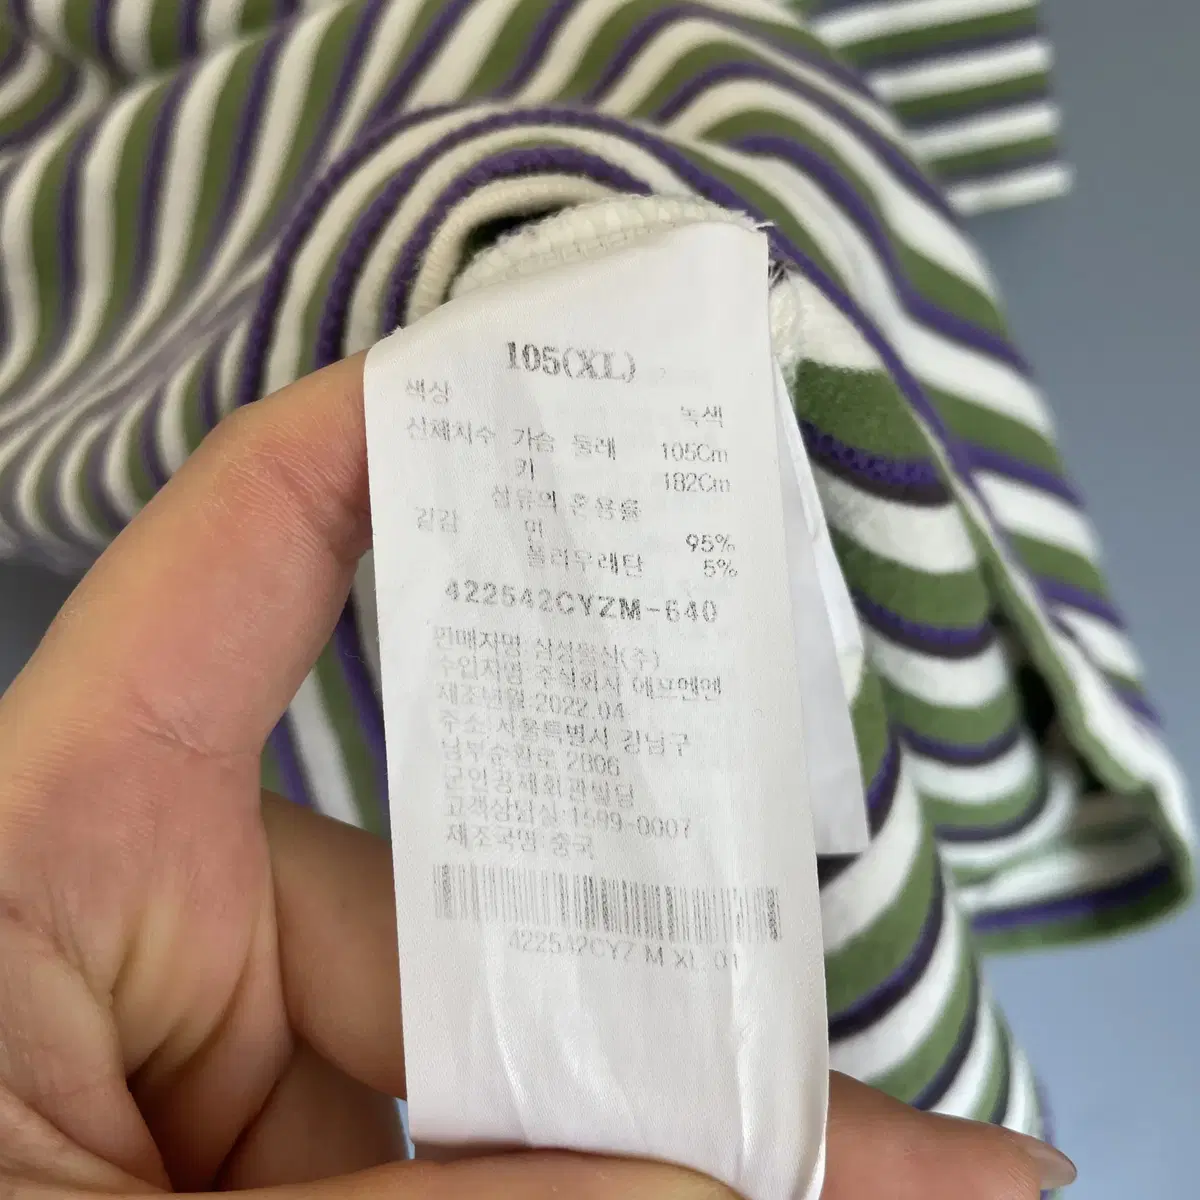 105(XL)
색상 녹색
신체치수 가슴 둘레 105Cm
키 182Cm
섬유의 혼용율
겉감 면 95%
폴리우레탄 5%
422542CYZM-640
판매자명:삼성물산(주)
수입자명:주식회사 에프엠엔
제조년월:2022.04
주소:서울특별시 강남구
남부순환로 2806
군인공제회관빌딩
고객상담실:1599-0007
제조국명:중국
422542CYZ M XL 01